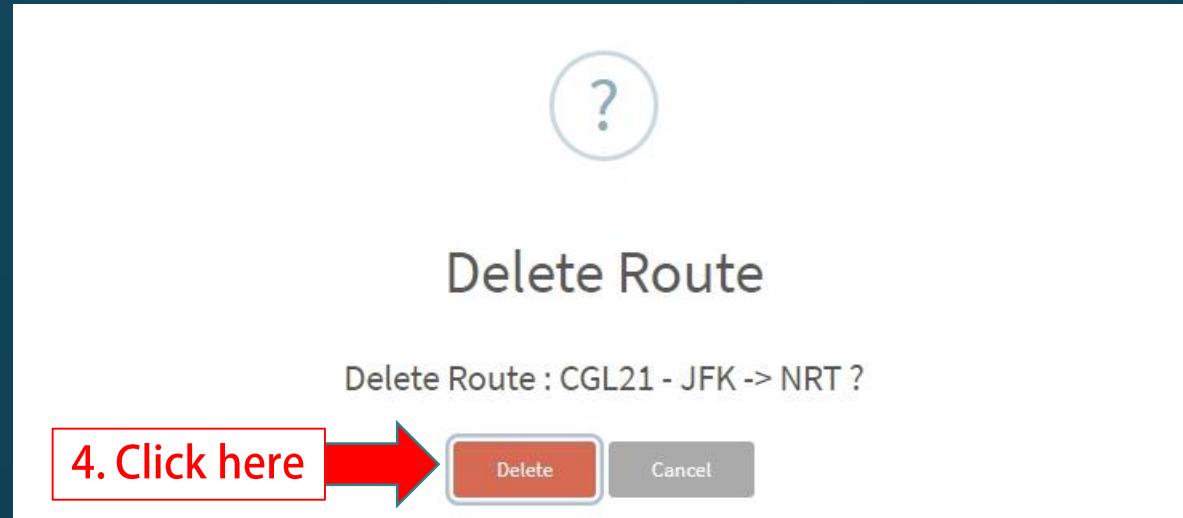 ?
Delete Route
Delete Route : CGL21 - JFK -> NRT ?
4. Click here
Delete
Cancel